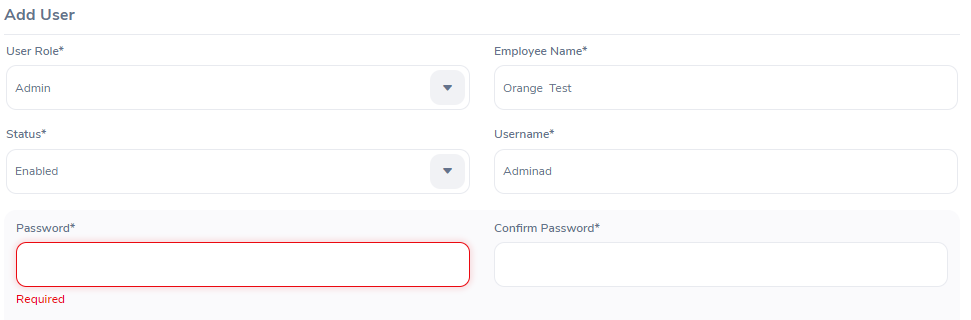 Add User
User Role* Employee Name*
Admin Orange  Test
Status* Username*
Enabled Adminad
Password* Confirm Password*
Required